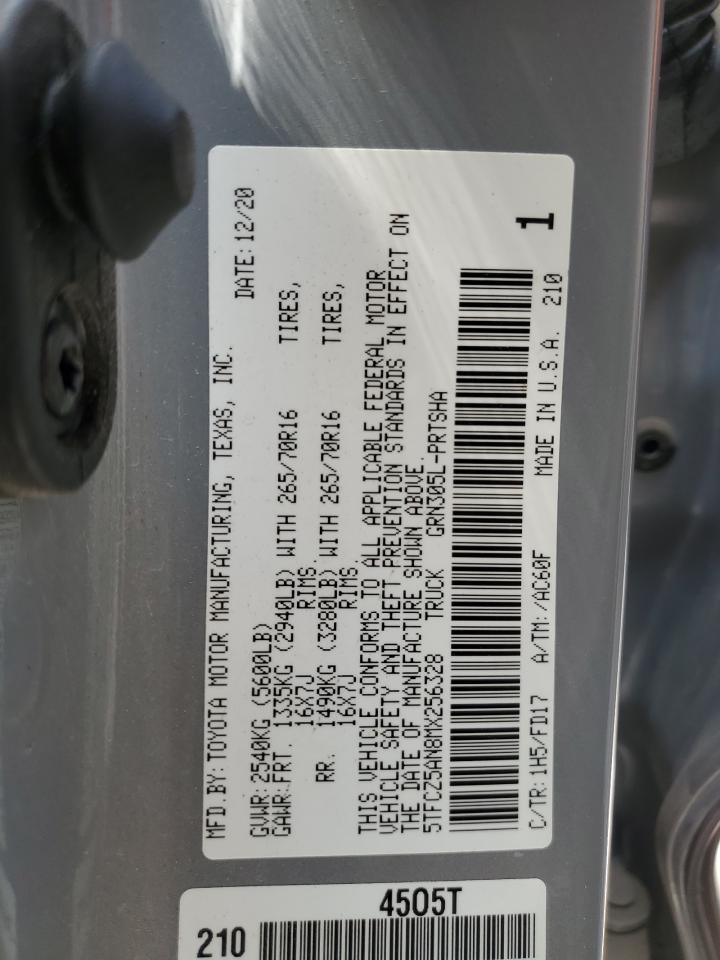 MFD.BY:TOYOTA MOTOR MANUFACTURING, TEXAS, INC. DATE:12/20
GVWR:2540KG (5600LB)
GAWR:FRT. 1335KG (2940LB) WITH 265/70R16 TIRES,
16X7J RIMS.
RR. 1490KG (3280LB) WITH 265/70R16 TIRES,
16X7J RIMS.
THIS VEHICLE CONFORMS TO ALL APPLICABLE FEDERAL MOTOR
VEHICLE SAFETY AND THEFT PREVENTION STANDARDS IN EFFECT ON
THE DATE OF MANUFACTURE SHOWN ABOVE.
5TFCZ5AN8MX256328 TRUCK GRN305L-PRTSHA
1
C/TR:1H5/FD17 A/TM:/AC60F MADE IN U.S.A. 210
45O5T
210